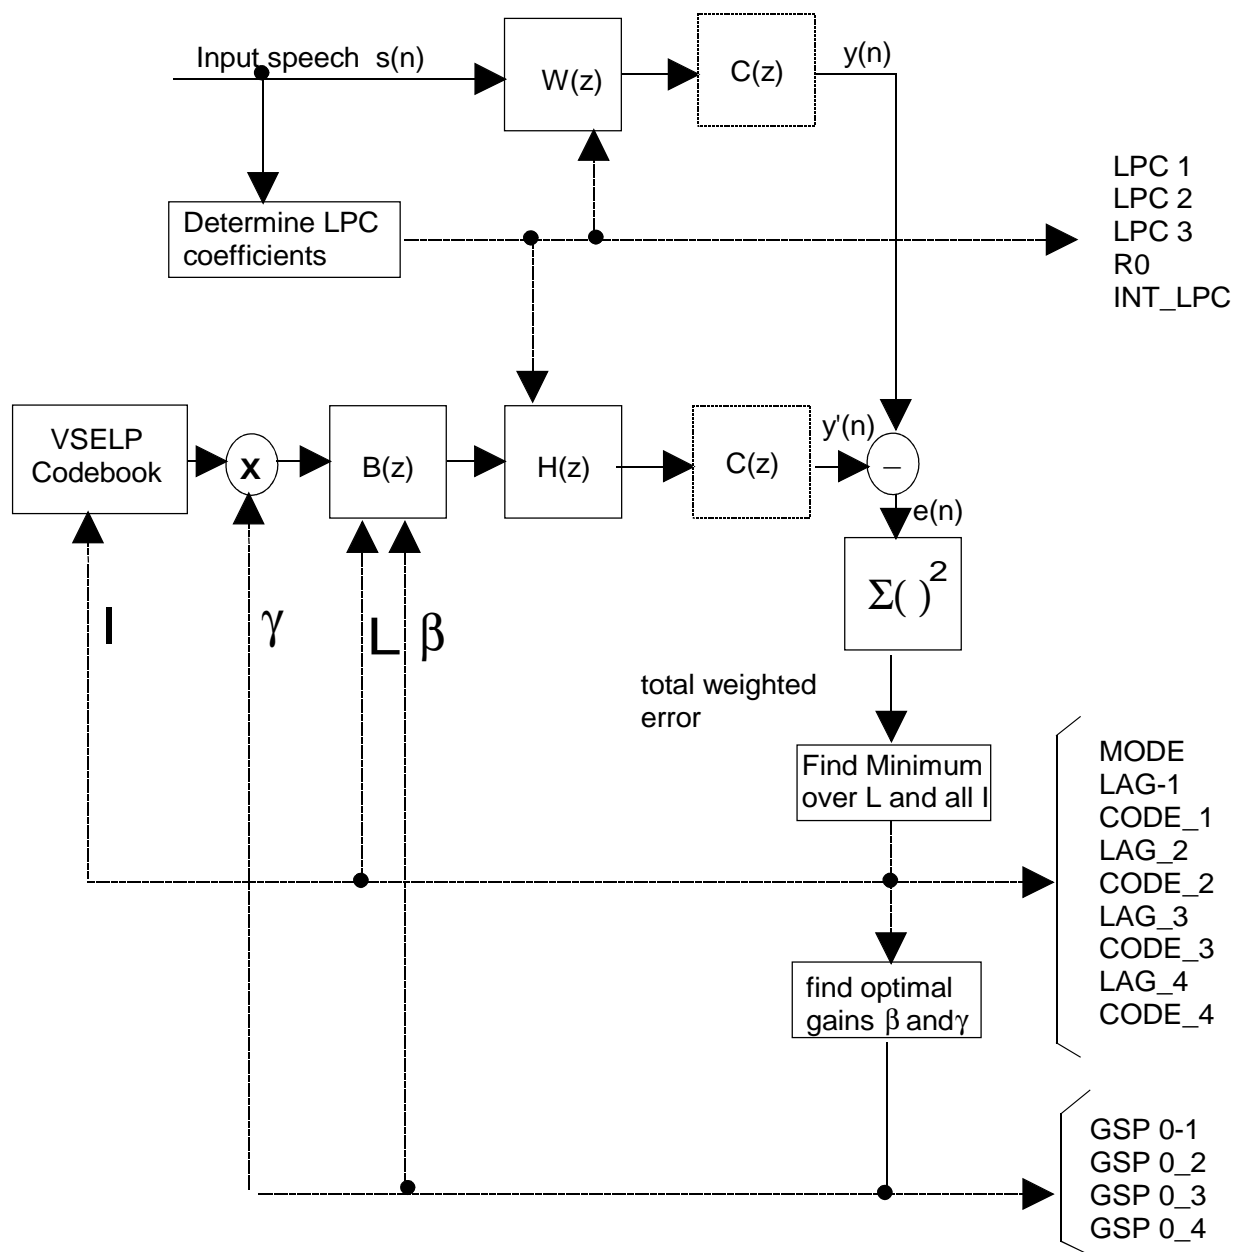 Input speech s(n)
W(z)
C(z)
y(n)
Determine LPC
coefficients
LPC 1
LPC 2
LPC 3
R0
INT_LPC
VSELP
Codebook
X
B(z)
H(z)
C(z)
y'(n)
–
e(n)
Σ( )²
I
γ
L
β
total weighted
error
Find Minimum
over L and all I
MODE
LAG-1
CODE_1
LAG_2
CODE_2
LAG_3
CODE_3
LAG_4
CODE_4
find optimal
gains β andγ
GSP 0-1
GSP 0_2
GSP 0_3
GSP 0_4